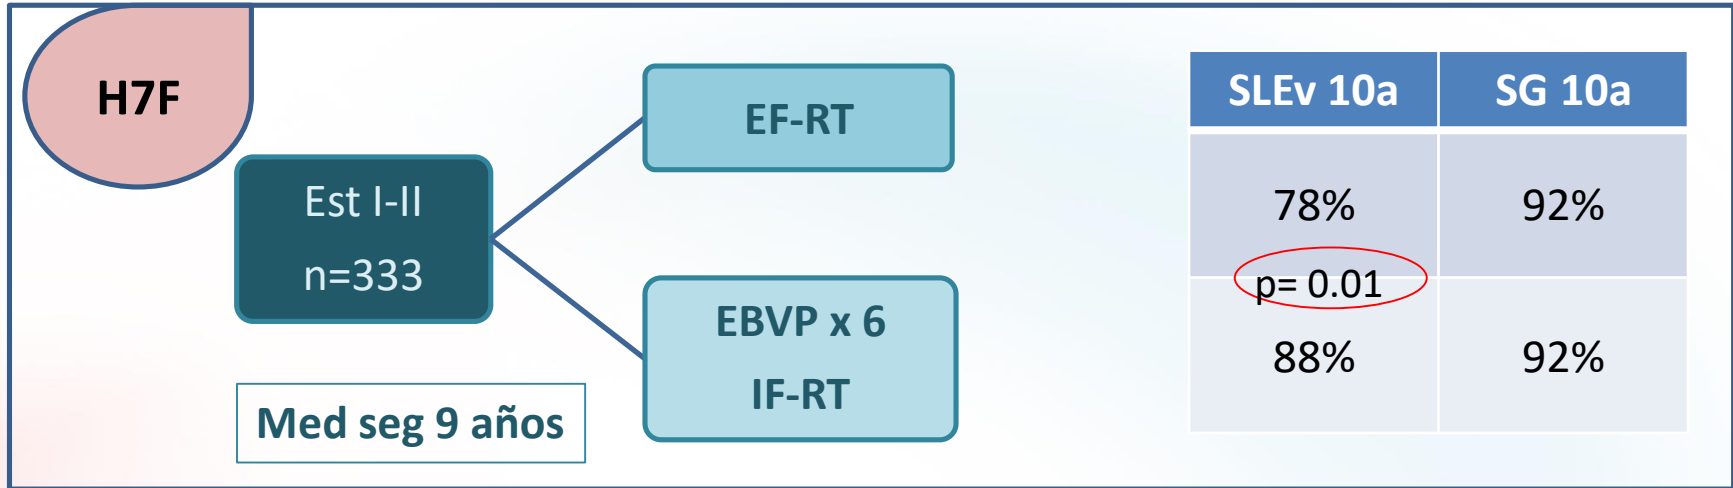 H7F
Est I-II
n=333
Med seg 9 años
EF-RT
EBVP x 6
IF-RT
SLEv 10a SG 10a
78% 92%
p= 0.01
88% 92%